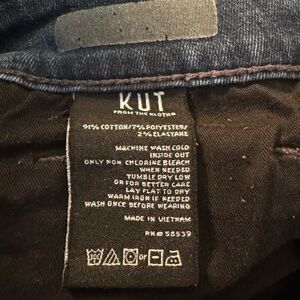 KUT
FROM THE KLOTH®
91% COTTON/7% POLYESTER/
2% ELASTANE
MACHINE WASH COLD
INSIDE OUT
ONLY NON CHLORINE BLEACH
WHEN NEEDED
TUMBLE DRY LOW
OR FOR BETTER CARE
LAY FLAT TO DRY
WARM IRON IF NEEDED
WASH ONCE BEFORE WEARING
MADE IN VIETNAM
RN# 58539
OR